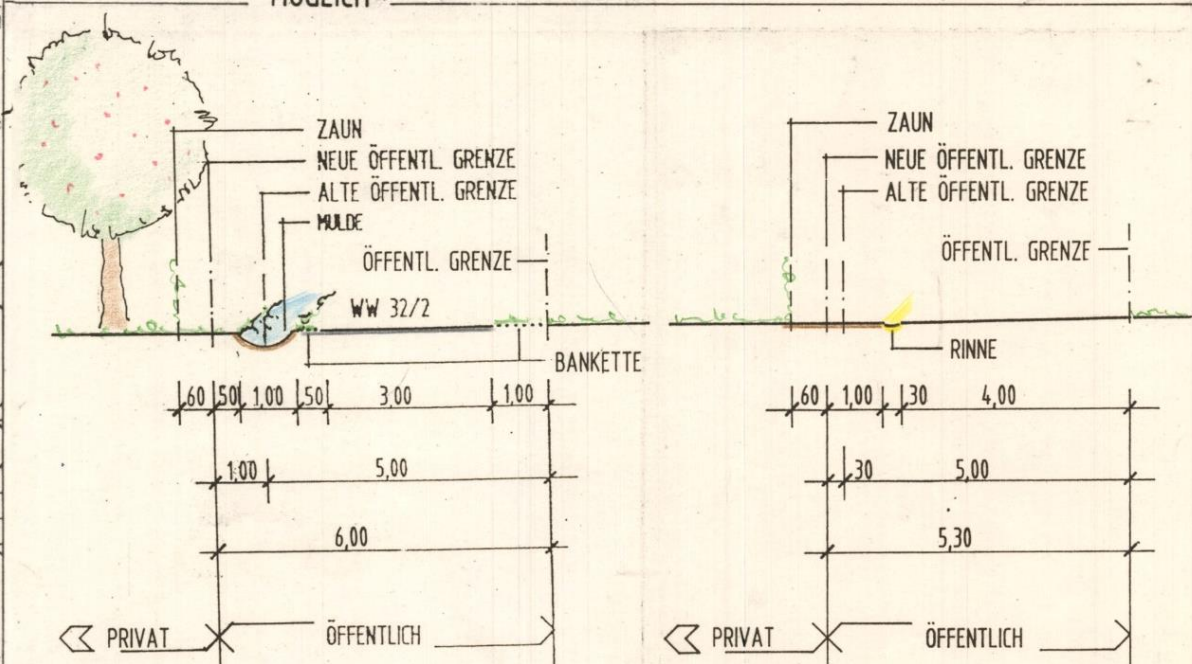 MÖGLICH
ZAUN
NEUE ÖFFENTL. GRENZE
ALTE ÖFFENTL. GRENZE
MULDE
ÖFFENTL. GRENZE
WW 32/2
BANKETTE
60 50 1,00 50 3,00 1,00
1,00 5,00
6,00
PRIVAT ÖFFENTLICH
ZAUN
NEUE ÖFFENTL. GRENZE
ALTE ÖFFENTL. GRENZE
ÖFFENTL. GRENZE
RINNE
60 1,00 30 4,00
30 5,00
5,30
PRIVAT ÖFFENTLICH